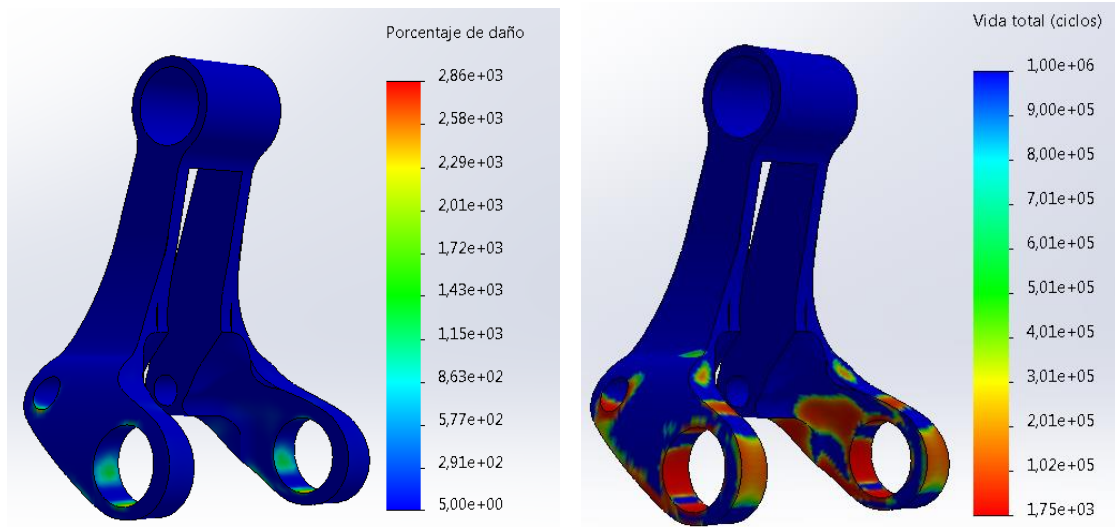 Porcentaje de daño
2,86e+03
2,58e+03
2,29e+03
2,01e+03
1,72e+03
1,43e+03
1,15e+03
8,63e+02
5,77e+02
2,91e+02
5,00e+00
Vida total (ciclos)
1,00e+06
9,00e+05
8,00e+05
7,01e+05
6,01e+05
5,01e+05
4,01e+05
3,01e+05
2,01e+05
1,02e+05
1,75e+03